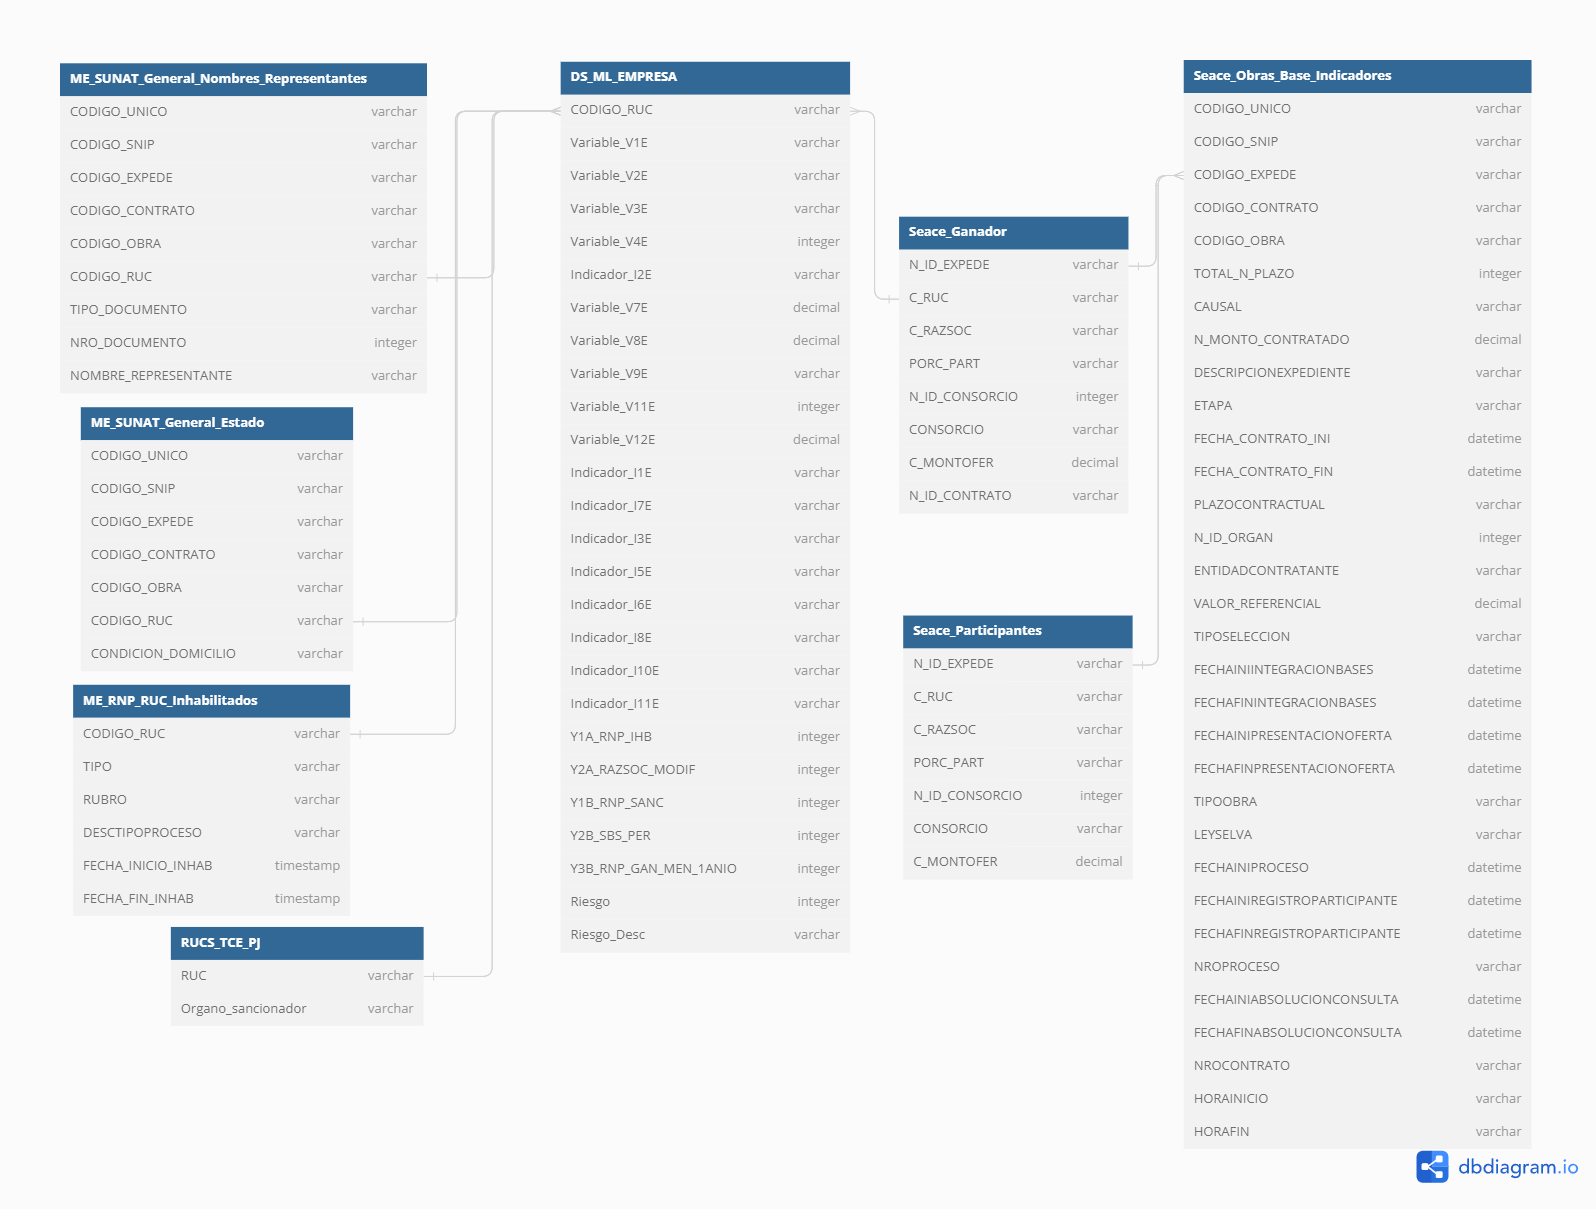 ME_SUNAT_General_Nombres_Representantes
CODIGO_UNICO varchar
CODIGO_SNIP varchar
CODIGO_EXPEDE varchar
CODIGO_CONTRATO varchar
CODIGO_OBRA varchar
CODIGO_RUC varchar
TIPO_DOCUMENTO varchar
NRO_DOCUMENTO integer
NOMBRE_REPRESENTANTE varchar
ME_SUNAT_General_Estado
CODIGO_UNICO varchar
CODIGO_SNIP varchar
CODIGO_EXPEDE varchar
CODIGO_CONTRATO varchar
CODIGO_OBRA varchar
CODIGO_RUC varchar
CONDICION_DOMICILIO varchar
ME_RNP_RUC_Inhabilitados
CODIGO_RUC varchar
TIPO varchar
RUBRO varchar
DESCTIPOPROCESO varchar
FECHA_INICIO_INHAB timestamp
FECHA_FIN_INHAB timestamp
RUCS_TCE_PJ
RUC varchar
Organo_sancionador varchar
DS_ML_EMPRESA
CODIGO_RUC varchar
Variable_V1E varchar
Variable_V2E varchar
Variable_V3E varchar
Variable_V4E integer
Indicador_I2E varchar
Variable_V7E decimal
Variable_V8E decimal
Variable_V9E varchar
Variable_V11E integer
Variable_V12E decimal
Indicador_I1E varchar
Indicador_I7E varchar
Indicador_I3E varchar
Indicador_I5E varchar
Indicador_I6E varchar
Indicador_I8E varchar
Indicador_I10E varchar
Indicador_I11E varchar
Y1A_RNP_IHB integer
Y2A_RAZSOC_MODIF integer
Y1B_RNP_SANC integer
Y2B_SBS_PER integer
Y3B_RNP_GAN_MEN_1ANIO integer
Riesgo integer
Riesgo_Desc varchar
Seace_Ganador
N_ID_EXPEDE varchar
C_RUC varchar
C_RAZSOC varchar
PORC_PART varchar
N_ID_CONSORCIO integer
CONSORCIO varchar
C_MONTOFER decimal
N_ID_CONTRATO varchar
Seace_Participantes
N_ID_EXPEDE varchar
C_RUC varchar
C_RAZSOC varchar
PORC_PART varchar
N_ID_CONSORCIO integer
CONSORCIO varchar
C_MONTOFER decimal
Seace_Obras_Base_Indicadores
CODIGO_UNICO varchar
CODIGO_SNIP varchar
CODIGO_EXPEDE varchar
CODIGO_CONTRATO varchar
CODIGO_OBRA varchar
TOTAL_N_PLAZO integer
CAUSAL varchar
N_MONTO_CONTRATADO decimal
DESCRIPCIONEXPEDIENTE varchar
ETAPA varchar
FECHA_CONTRATO_INI datetime
FECHA_CONTRATO_FIN datetime
PLAZOCONTRACTUAL varchar
N_ID_ORGAN integer
ENTIDADCONTRATANTE varchar
VALOR_REFERENCIAL decimal
TIPOSELECCION varchar
FECHAINIINTEGRACIONBASES datetime
FECHAFININTEGRACIONBASES datetime
FECHAINIPRESENTACIONOFERTA datetime
FECHAFINPRESENTACIONOFERTA datetime
TIPOOBRA varchar
LEYSELVA varchar
FECHAINIPROCESO datetime
FECHAINIREGISTROPARTICIPANTE datetime
FECHAFINREGISTROPARTICIPANTE datetime
NROPROCESO varchar
FECHAINIABSOLUCIONCONSULTA datetime
FECHAFINABSOLUCIONCONSULTA datetime
NROCONTRATO varchar
HORAINICIO varchar
HORAFIN varchar
dbdiagram.io